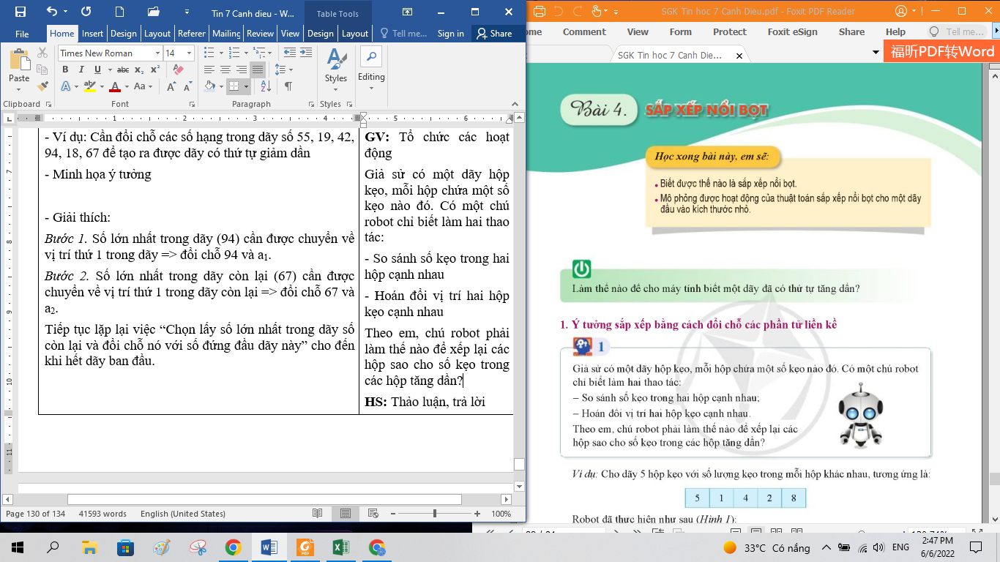 Tin 7 Canh dieu - W...
Table Tools
File
Home
Insert
Design
Layout
Referer
Mailing
Review
View
Design
Layout
Tell me...
Sign in
Share
Paste
Times New Roman
14
Styles
Editing
Clipboard
Font
Paragraph
Styles
- Ví dụ: Cần đổi chỗ các số hạng trong dãy số 55, 19, 42,
94, 18, 67 để tạo ra được dãy có thứ tự giảm dần
- Minh họa ý tưởng
- Giải thích:
Bước 1. Số lớn nhất trong dãy (94) cần được chuyển về
vị trí thứ 1 trong dãy => đổi chỗ 94 và a₁.
Bước 2. Số lớn nhất trong dãy còn lại (67) cần được
chuyển về vị trí thứ 1 trong dãy còn lại => đổi chỗ 67 và
a₂.
Tiếp tục lặp lại việc “Chọn lấy số lớn nhất trong dãy số
còn lại và đổi chỗ nó với số đứng đầu dãy này” cho đến
khi hết dãy ban đầu.
GV: Tổ chức các hoạt
động
Giả sử có một dãy hộp
kẹo, mỗi hộp chứa một số
kẹo nào đó. Có một chú
robot chỉ biết làm hai thao
tác:
- So sánh số kẹo trong hai
hộp cạnh nhau
- Hoán đổi vị trí hai hộp
kẹo cạnh nhau
Theo em, chú robot phải
làm thế nào để xếp lại các
hộp sao cho số kẹo trong
các hộp tăng dần?
HS: Thảo luận, trả lời
Page 130 of 134
41593 words
English (United States)
100%
SGK Tin hoc 7 Canh Dieu.pdf - Foxit PDF Reader
ome
Comment
View
Form
Protect
Foxit eSign
Share
Help
Tell me...
SGK Tin hoc 7 Canh Die...
福昕PDF转Word
Bài 4. SẮP XẾP NỔI BỌT
Học xong bài này, em sẽ:
• Biết được thế nào là sắp xếp nổi bọt.
• Mô phỏng được hoạt động của thuật toán sắp xếp nổi bọt cho một dãy
đầu vào kích thước nhỏ.
Làm thế nào để cho máy tính biết một dãy đã có thứ tự tăng dần?
1. Ý tưởng sắp xếp bằng cách đổi chỗ các phần tử liền kề
1
Giả sử có một dãy hộp kẹo, mỗi hộp chứa một số kẹo nào đó. Có một chú robot
chỉ biết làm hai thao tác:
– So sánh số kẹo trong hai hộp cạnh nhau;
– Hoán đổi vị trí hai hộp kẹo cạnh nhau.
Theo em, chú robot phải làm thế nào để xếp lại các
hộp sao cho số kẹo trong các hộp tăng dần?
Ví dụ: Cho dãy 5 hộp kẹo với số lượng kẹo trong mỗi hộp khác nhau, tương ứng là:
5 1 4 2 8
Robot đã thực hiện như sau (Hình 1):
33°C Có nắng
ENG
2:47 PM
6/6/2022